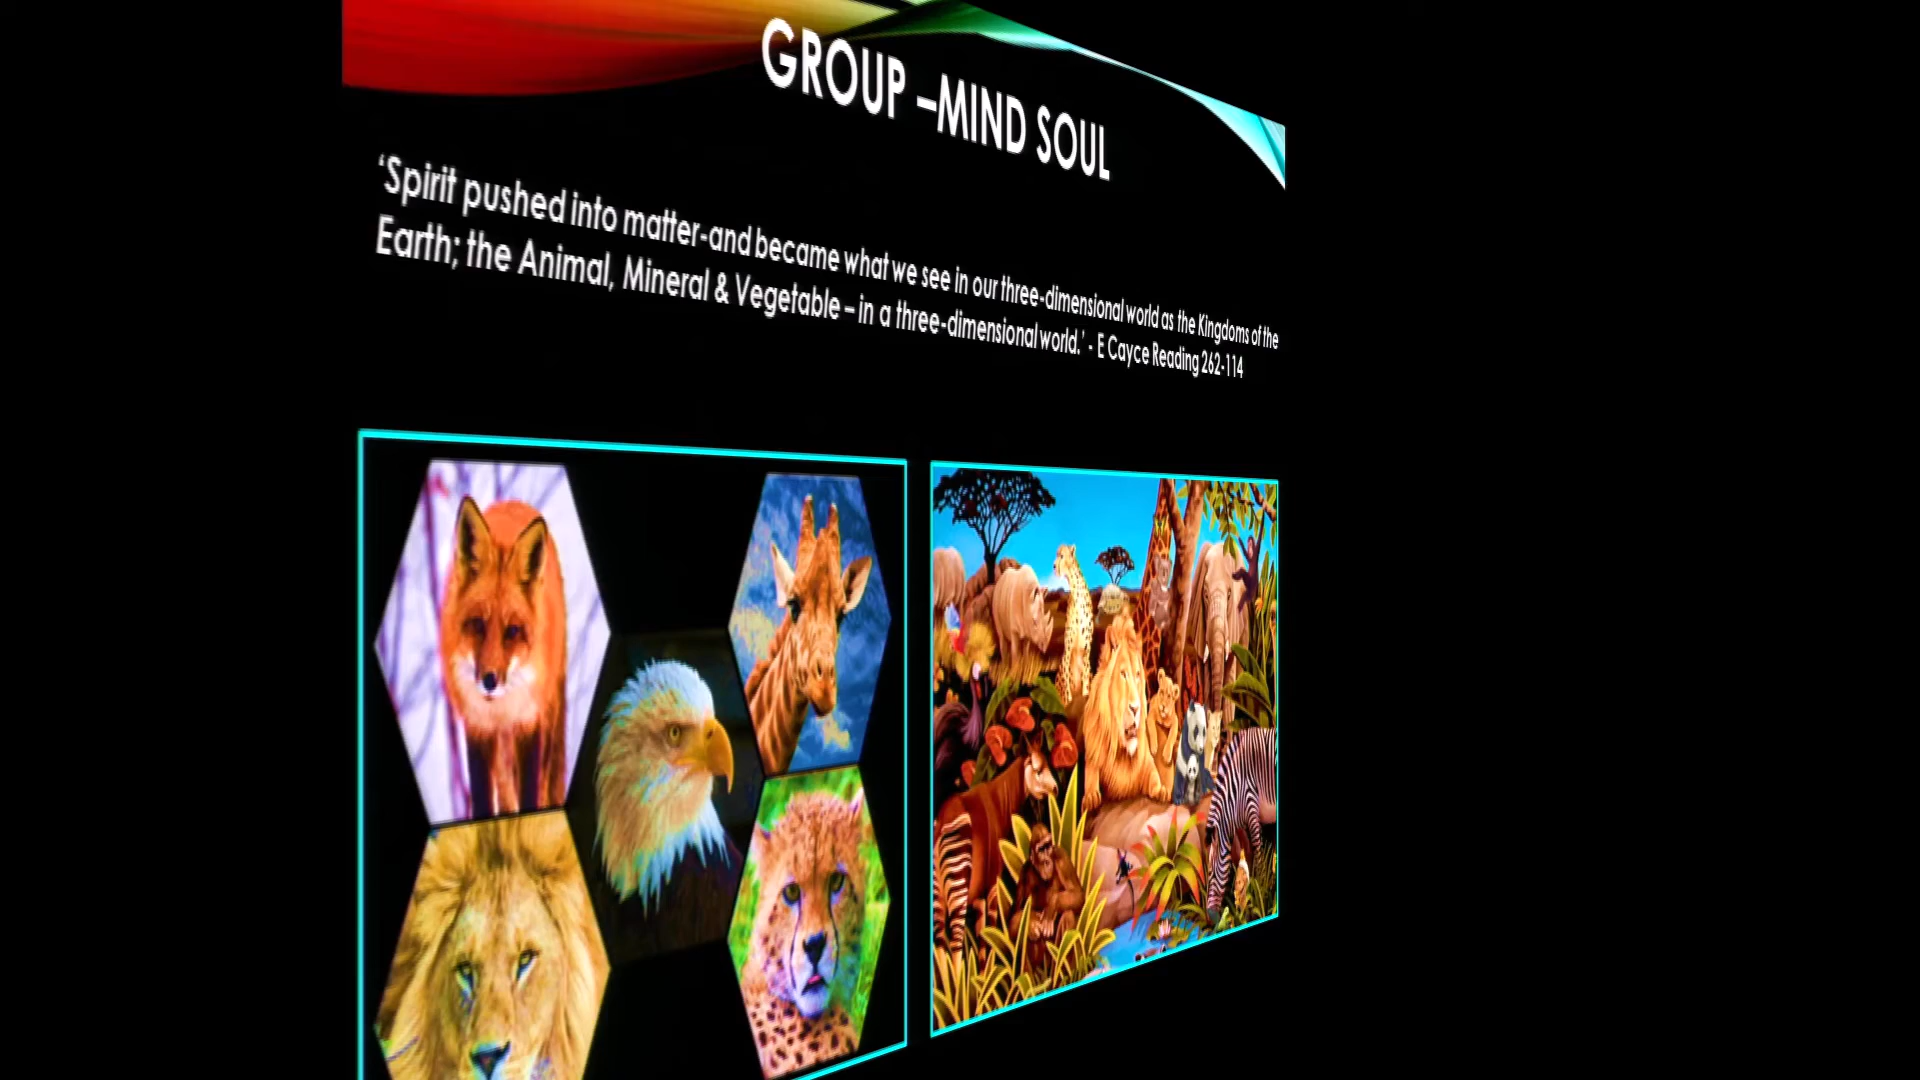 GROUP –MIND SOUL
‘Spirit pushed into matter-and became what we see in our three-dimensional world as the Kingdoms of the
Earth; the Animal, Mineral & Vegetable – in a three-dimensional world.’ - E Cayce Reading 262-114